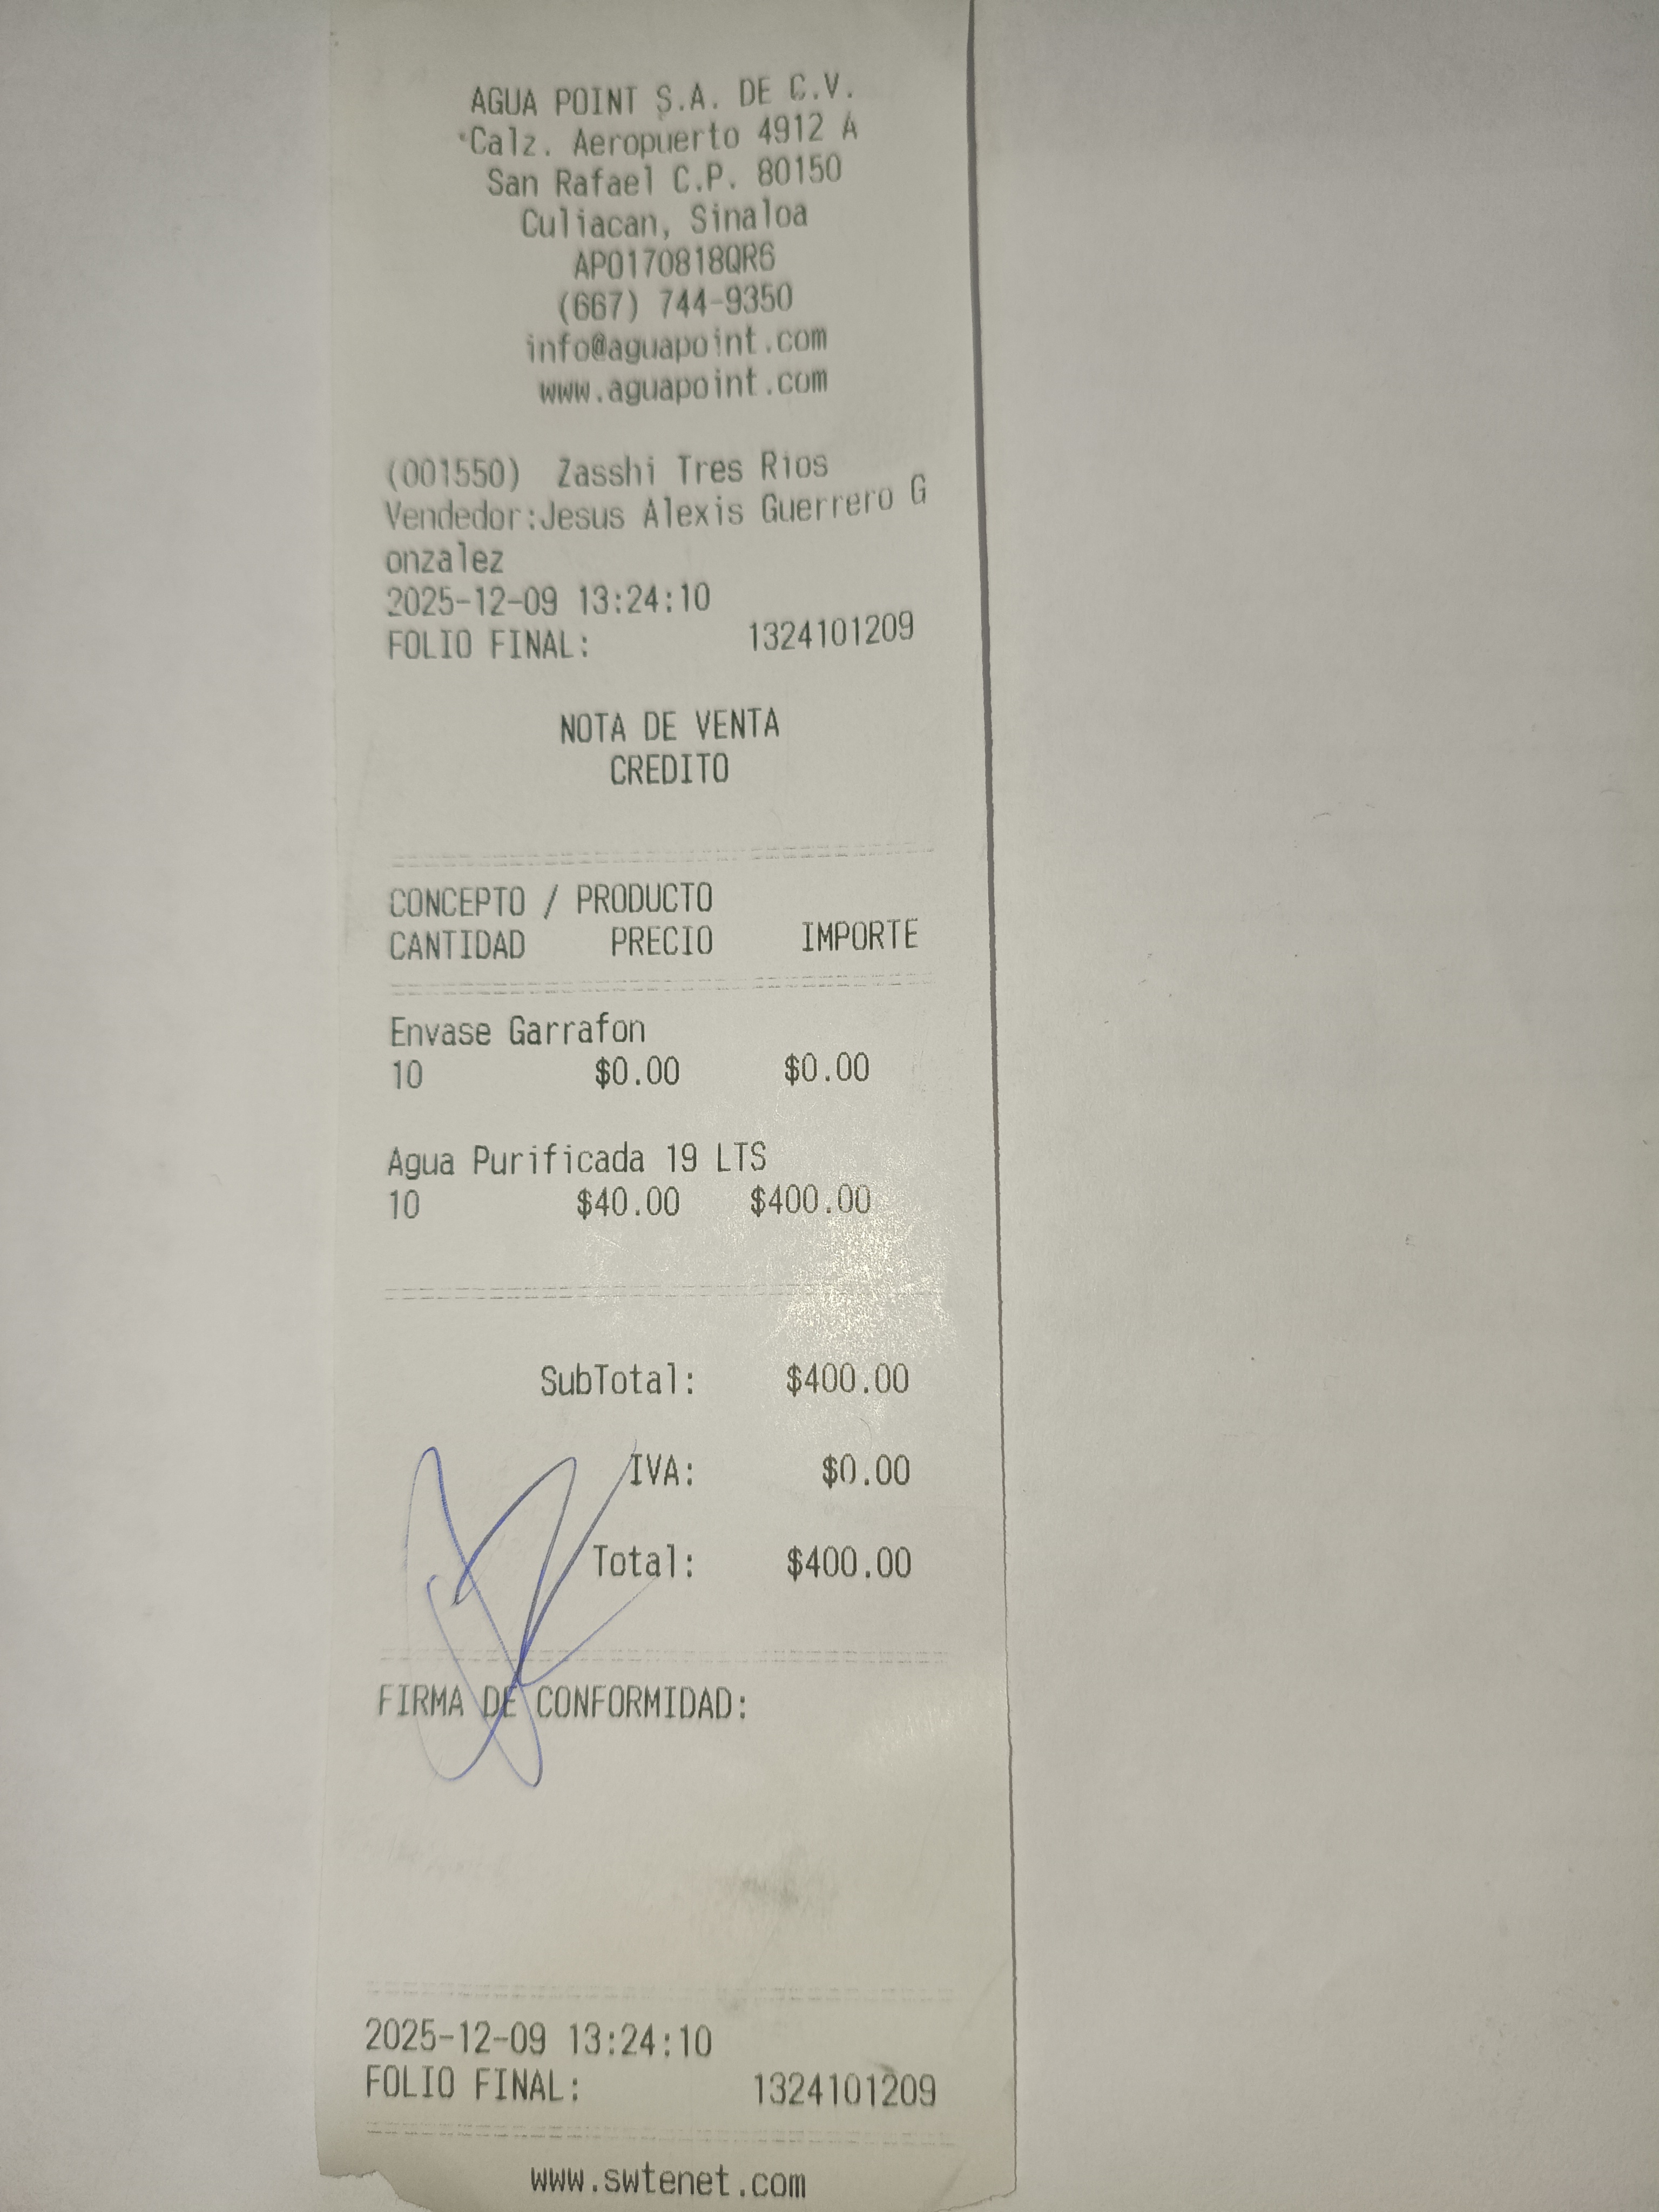 AGUA POINT S.A. DE C.V.
Calz. Aeropuerto 4912 A
San Rafael C.P. 80150
Culiacan, Sinaloa
APO170818QR6
(667) 744-9350
info@aguapoint.com
www.aguapoint.com
(001550) Zasshi Tres Rios
Vendedor:Jesus Alexis Guerrero G
onzalez
2025-12-09 13:24:10
FOLIO FINAL: 1324101209
NOTA DE VENTA
CREDITO
CONCEPTO / PRODUCTO
CANTIDAD PRECIO IMPORTE
Envase Garrafon
10 $0.00 $0.00
Agua Purificada 19 LTS
10 $40.00 $400.00
SubTotal: $400.00
IVA: $0.00
Total: $400.00
FIRMA DE CONFORMIDAD:
2025-12-09 13:24:10
FOLIO FINAL: 1324101209
www.swtenet.com